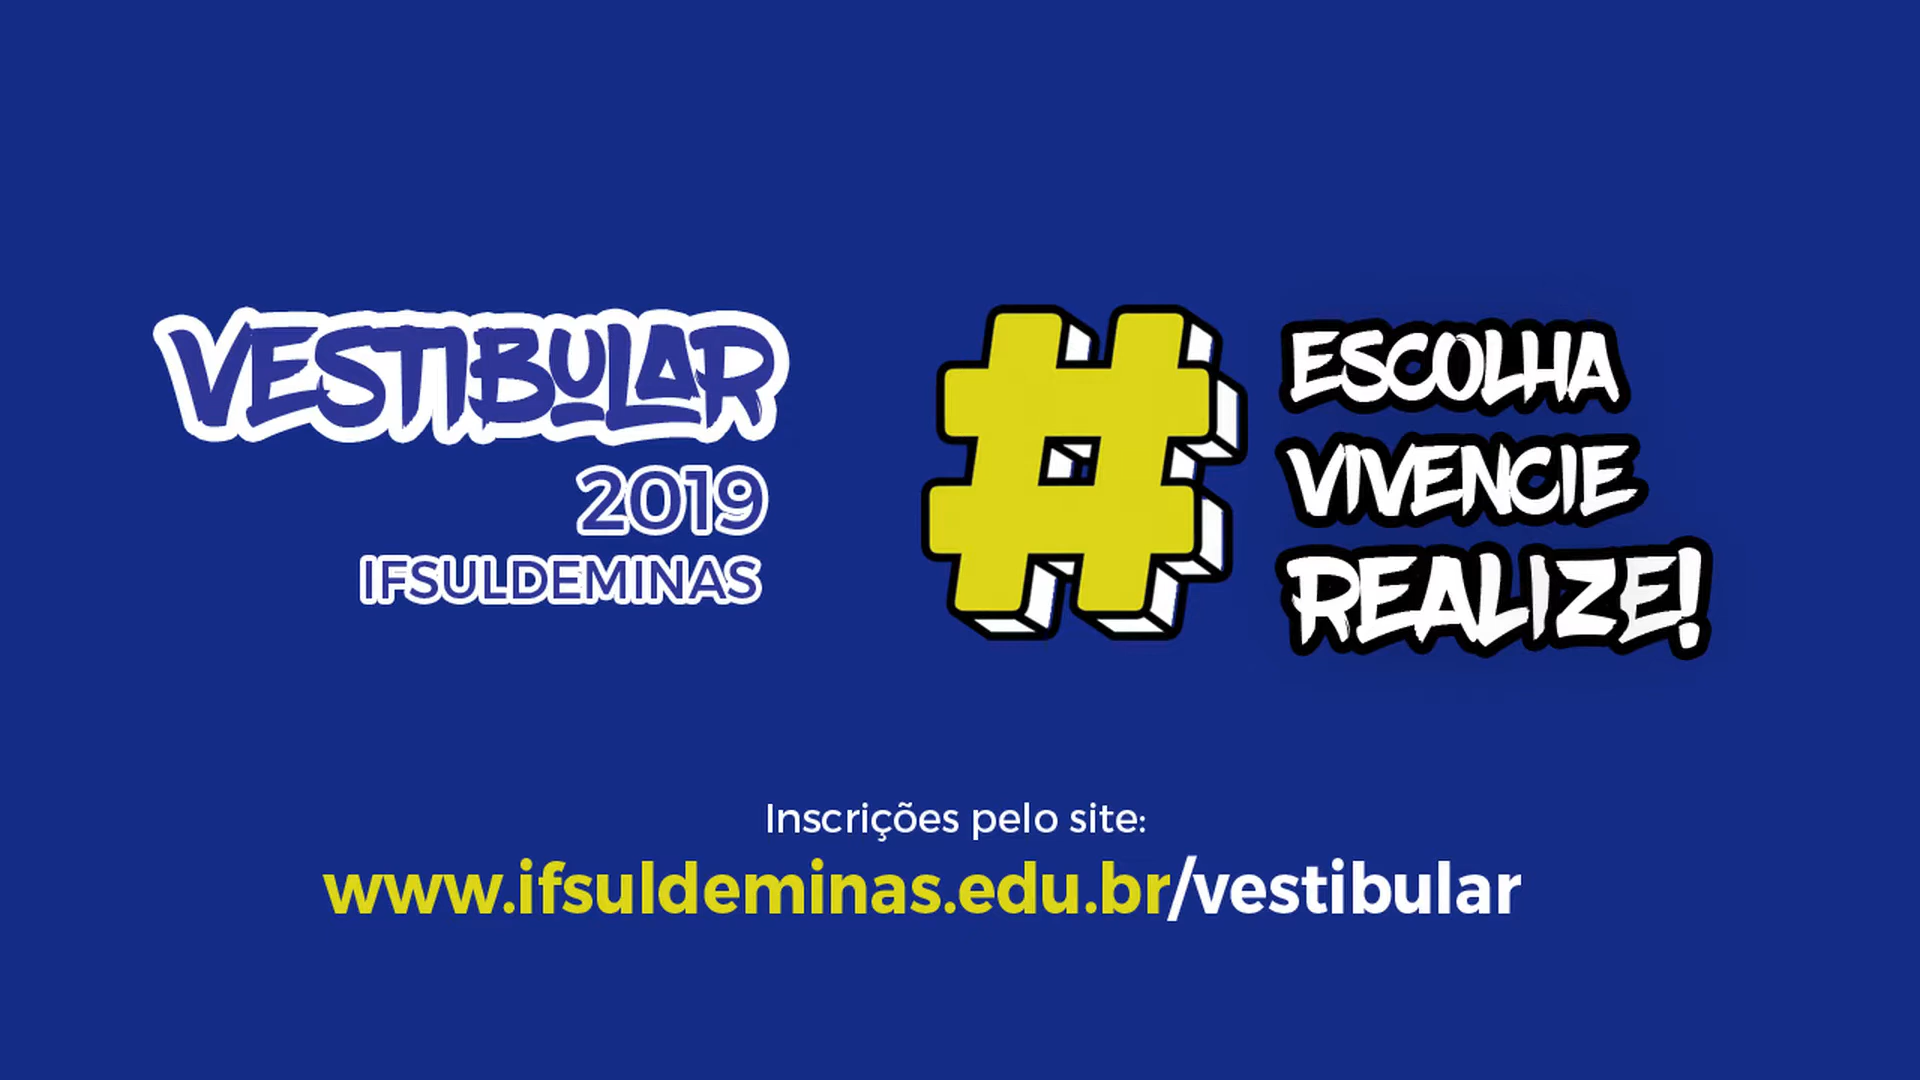 VESTIBULAR
2019
IFSULDEMINAS
#
ESCOLHA
VIVENCIE
REALIZE!
Inscrições pelo site:
www.ifsuldeminas.edu.br/vestibular